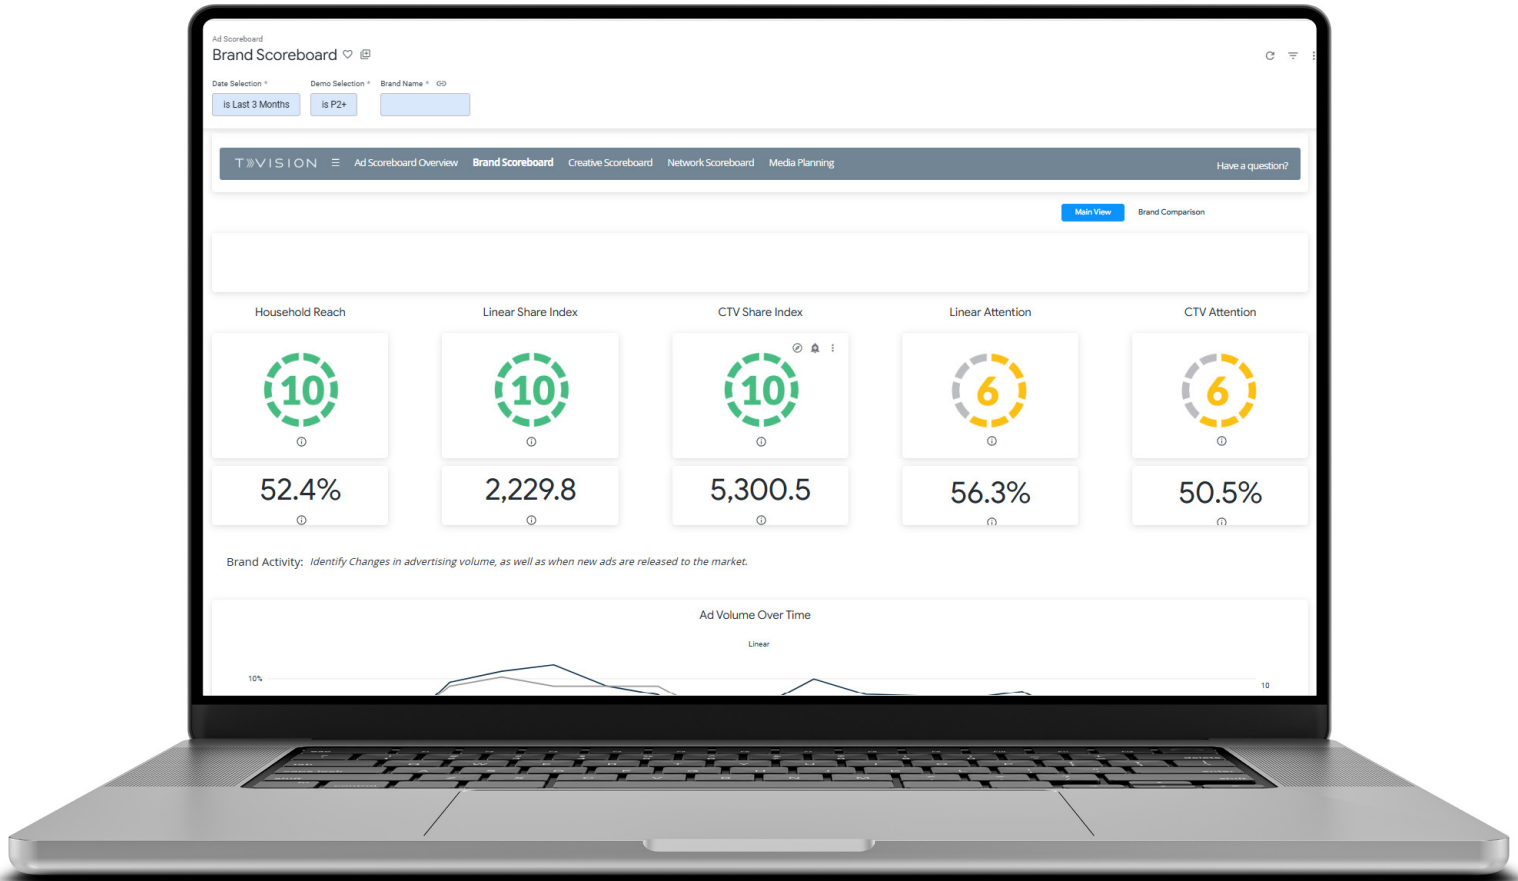 Ad Scoreboard
Brand Scoreboard
Date Selection *
Demo Selection *
Brand Name *
is Last 3 Months
is P2+
TVISION
Ad Scoreboard Overview
Brand Scoreboard
Creative Scoreboard
Network Scoreboard
Media Planning
Have a question?
Main View
Brand Comparison
Household Reach
Linear Share Index
CTV Share Index
Linear Attention
CTV Attention
10
10
10
6
6
52.4%
2,229.8
5,300.5
56.3%
50.5%
Brand Activity: Identify Changes in advertising volume, as well as when new ads are released to the market.
Ad Volume Over Time
Linear
10%
10